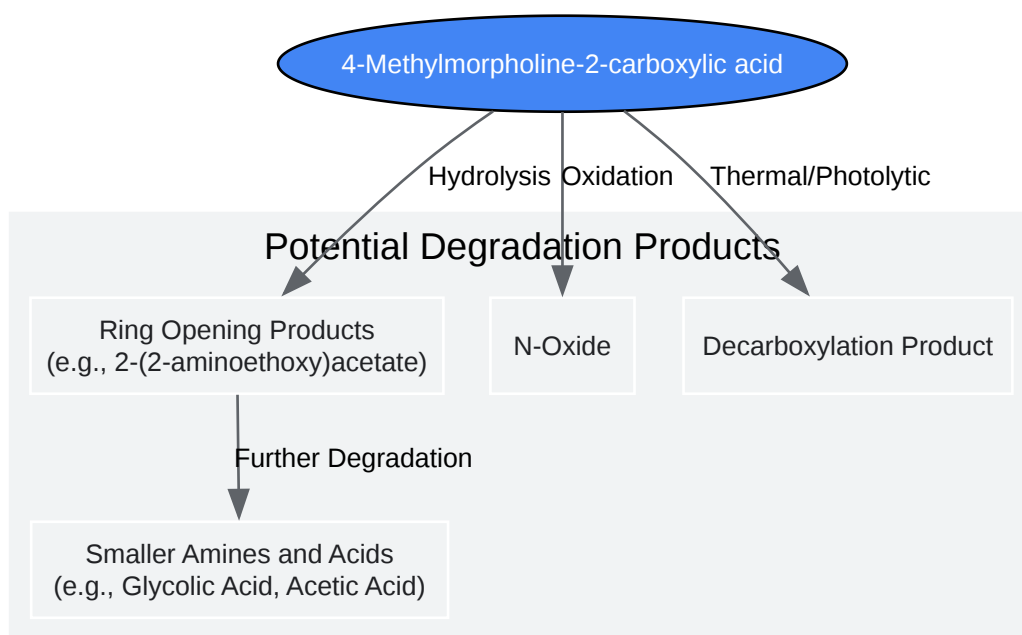 4-Methylmorpholine-2-carboxylic acid
Hydrolysis
Oxidation
Thermal/Photolytic
Potential Degradation Products
Ring Opening Products
(e.g., 2-(2-aminoethoxy)acetate)
N-Oxide
Decarboxylation Product
Further Degradation
Smaller Amines and Acids
(e.g., Glycolic Acid, Acetic Acid)